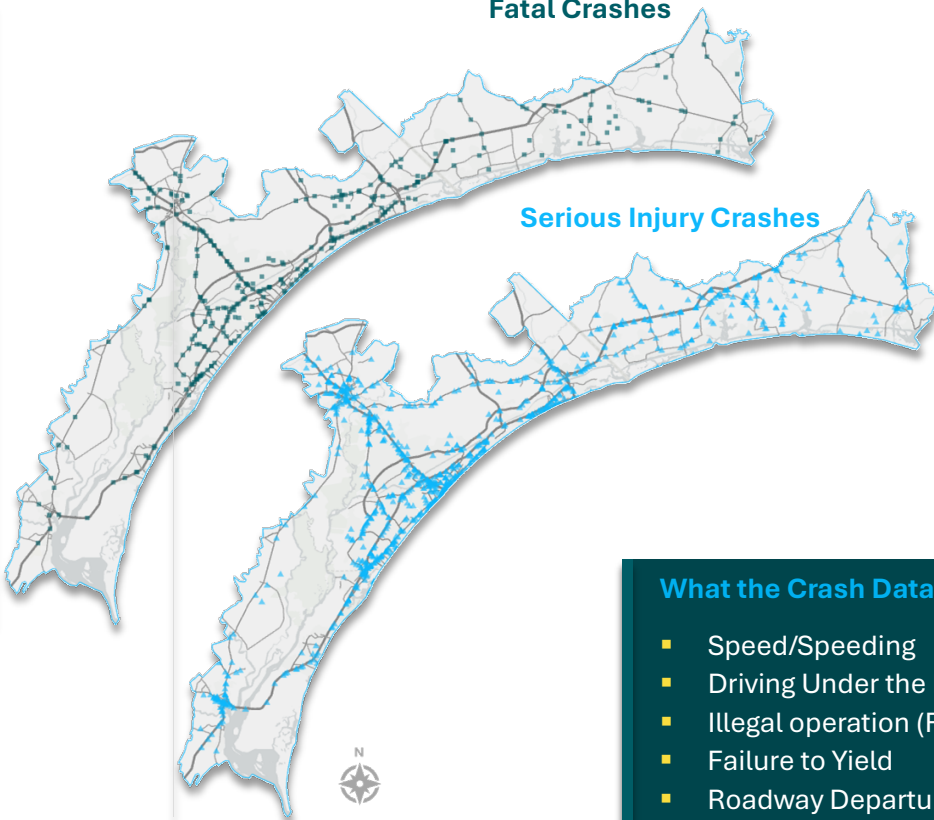 Fatal Crashes
Serious Injury Crashes
N
What the Crash Data
Speed/Speeding
Driving Under the
Illegal operation (
Failure to Yield
Roadway